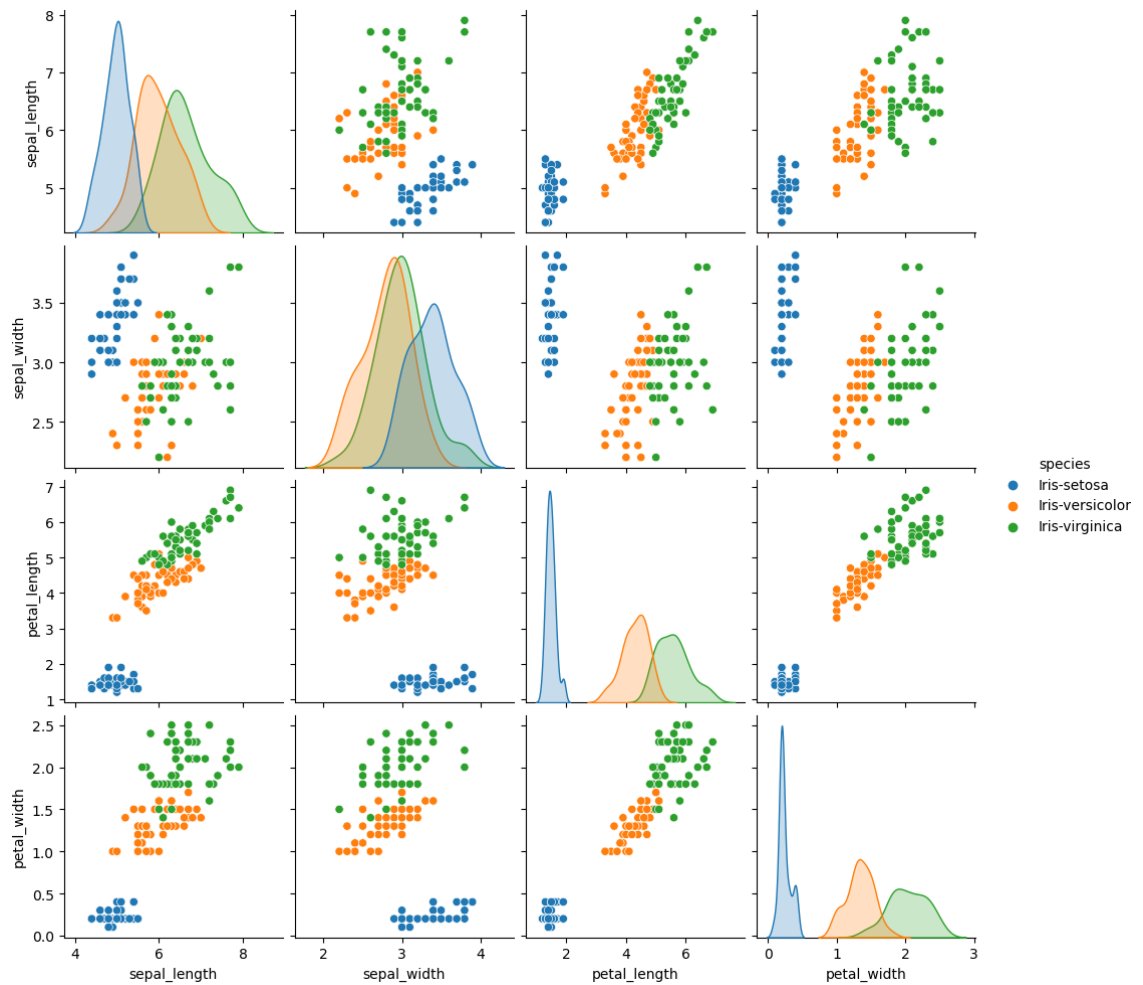 8
7
6
5
sepal_length
3.5
3.0
2.5
sepal_width
species
Iris-setosa
Iris-versicolor
Iris-virginica
7
6
5
4
3
2
1
petal_length
2.5
2.0
1.5
1.0
0.5
0.0
petal_width
4 6 8
sepal_length
2 3 4
sepal_width
2 4 6
petal_length
0 1 2 3
petal_width